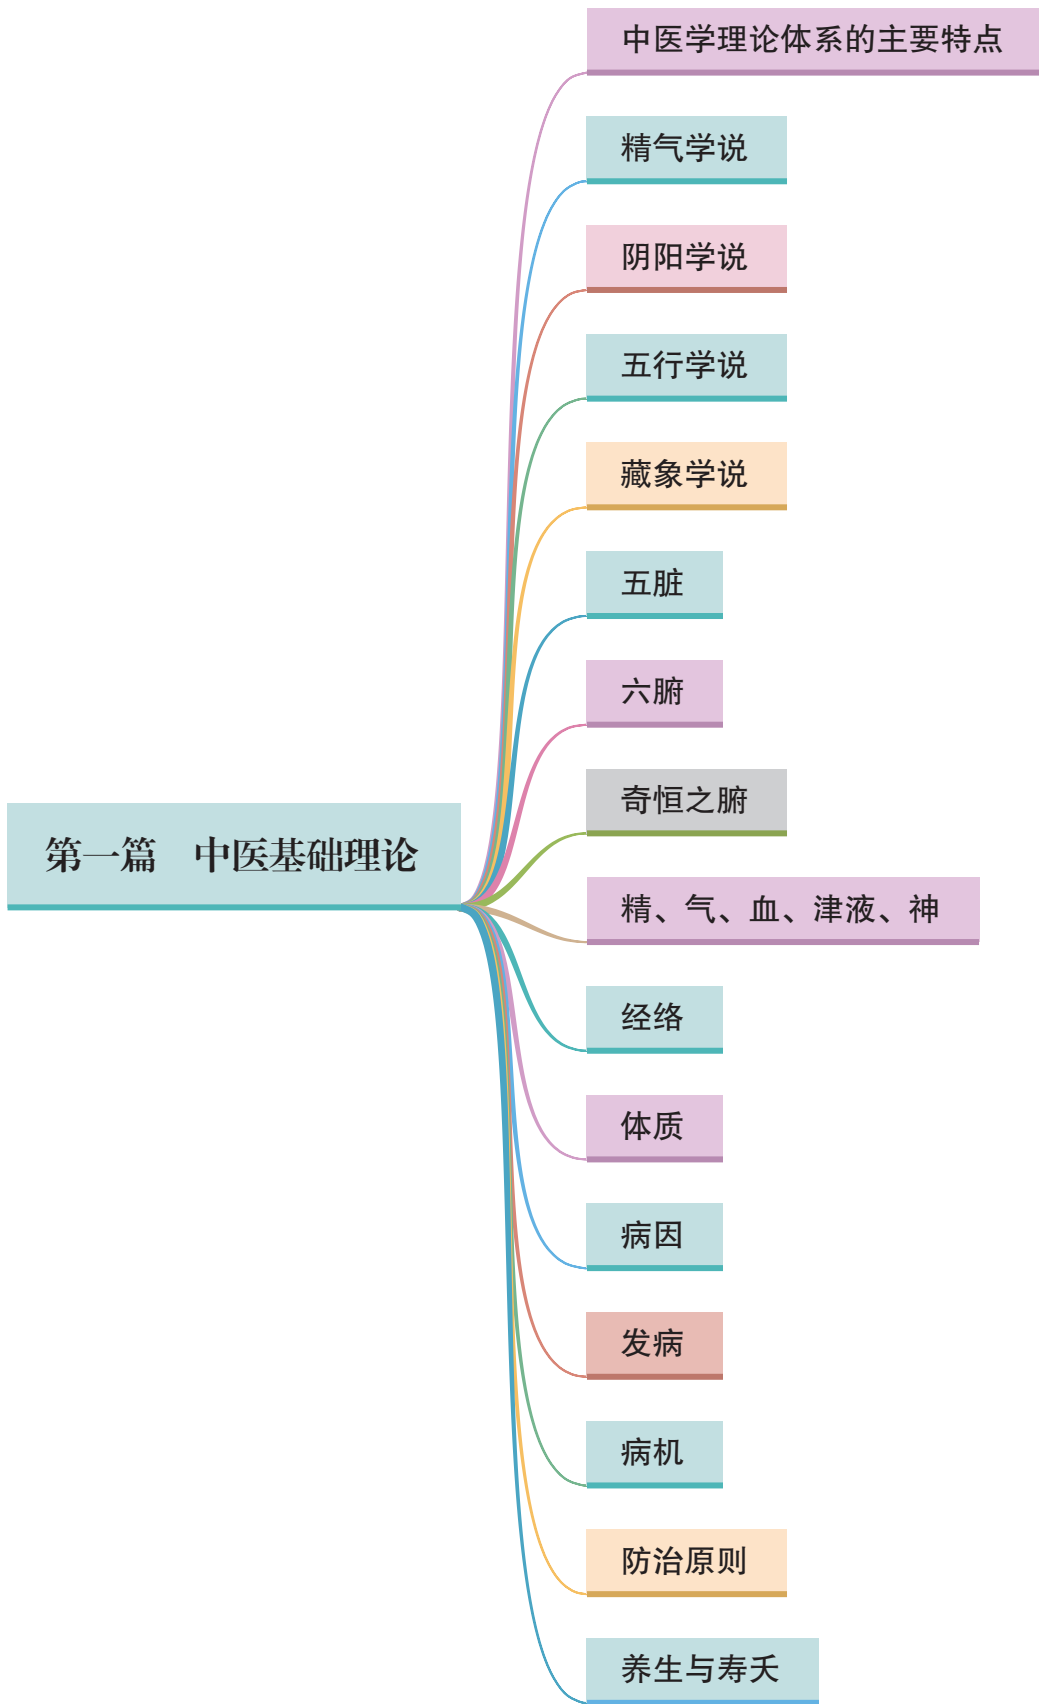 中医学理论体系的主要特点
精气学说
阴阳学说
五行学说
藏象学说
五脏
六腑
奇恒之腑
第一篇　中医基础理论
精、气、血、津液、神
经络
体质
病因
发病
病机
防治原则
养生与寿夭